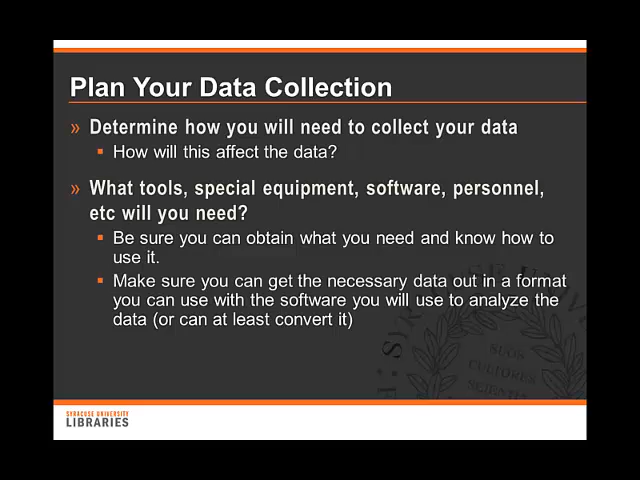 Plan Your Data Collection
» Determine how you will need to collect your data
▪ How will this affect the data?
» What tools, special equipment, software, personnel,
etc will you need?
▪ Be sure you can obtain what you need and know how to
use it.
▪ Make sure you can get the necessary data out in a format
you can use with the software you will use to analyze the
data (or can at least convert it)
SUOS
CULTORES
SCIENTIA
SYRACUSE UNIVERSITY
LIBRARIES